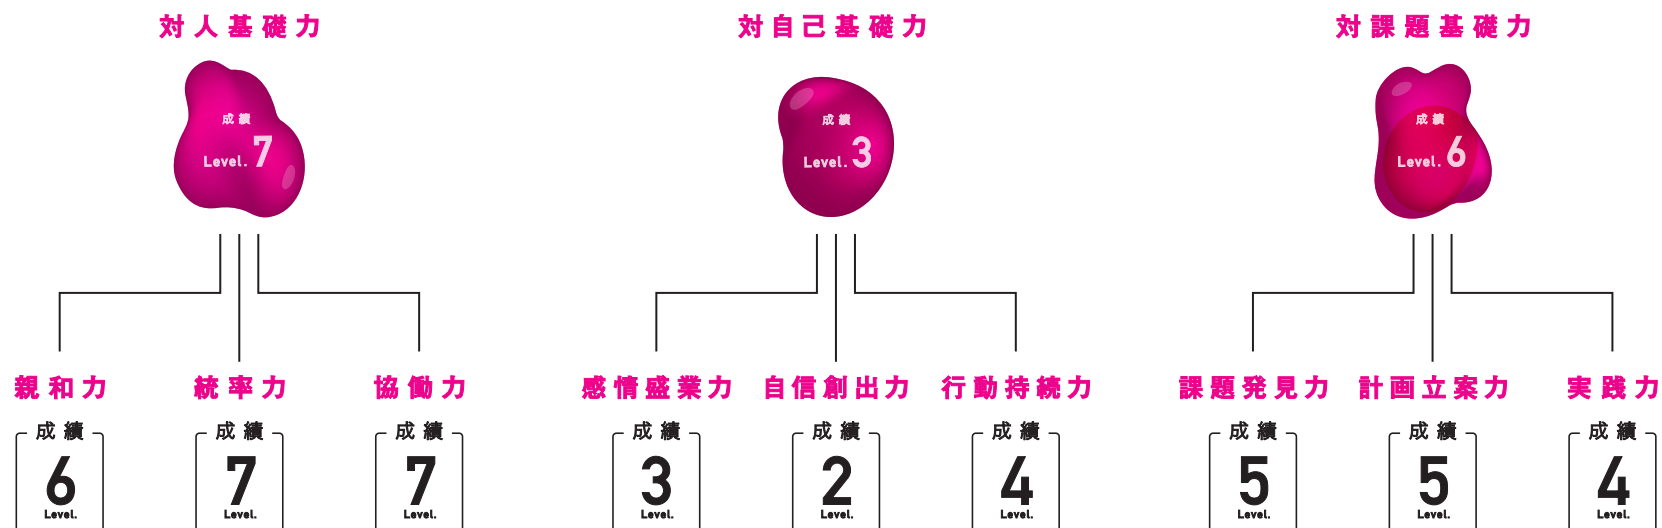 対人基礎力
成績
Level. 7
対自己基礎力
成績
Level. 3
対課題基礎力
成績
Level. 6
親和力
成績
6
Level.
統率力
成績
7
Level.
協働力
成績
7
Level.
感情盛業力
成績
3
Level.
自信創出力
成績
2
Level.
行動持続力
成績
4
Level.
課題発見力
成績
5
Level.
計画立案力
成績
5
Level.
実践力
成績
4
Level.